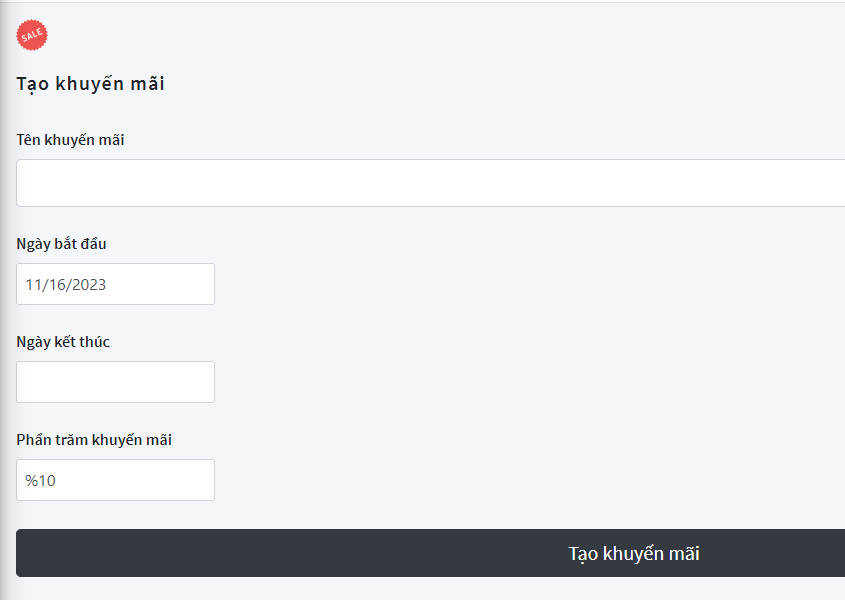 SALE
Tạo khuyến mãi
Tên khuyến mãi
Ngày bắt đầu
11/16/2023
Ngày kết thúc
Phần trăm khuyến mãi
%10
Tạo khuyến mãi